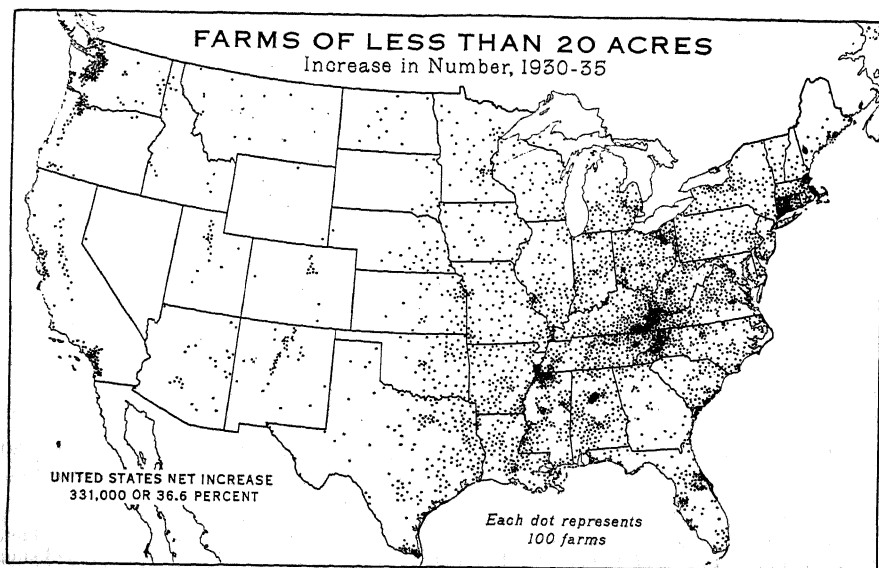 FARMS OF LESS THAN 20 ACRES
Increase in Number, 1930-35
UNITED STATES NET INCREASE
331,000 OR 36.6 PERCENT
Each dot represents
100 farms